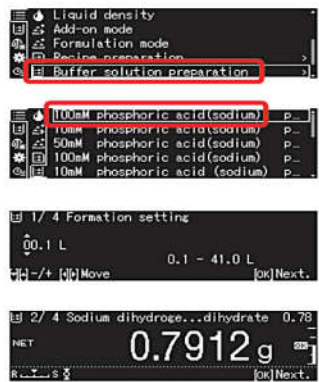 Liquid density
Add-on mode
Formulation mode
Recipe preparation >
Buffer solution preparation >
100mM phosphoric acid(sodium) p…
10mM phosphoric acid(sodium) p…
50mM phosphoric acid(sodium) p…
100mM phosphoric acid(sodium) p…
10mM phosphoric acid (sodium) p…
1/ 4 Formation setting
00.1 L
0.1 - 41.0 L
-/+ Move [OK]Next.
2/ 4 Sodium dihydroge...dihydrate 0.78
NET 0.7912 g
R S [OK]Next.